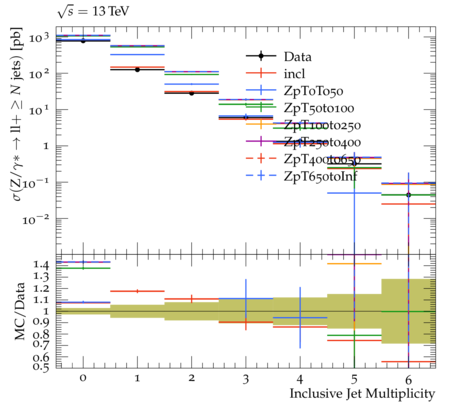 √s = 13 TeV
σ(Z/γ* → ll+ ≥ N jets) [pb]
10³
10²
10¹
1
10⁻¹
10⁻²
Data
incl
ZpT0To50
ZpT50to100
ZpT100to250
ZpT250to400
ZpT400to650
ZpT650toInf
MC/Data
1.4
1.3
1.2
1.1
1
0.9
0.8
0.7
0.6
0.5
0 1 2 3 4 5 6
Inclusive Jet Multiplicity